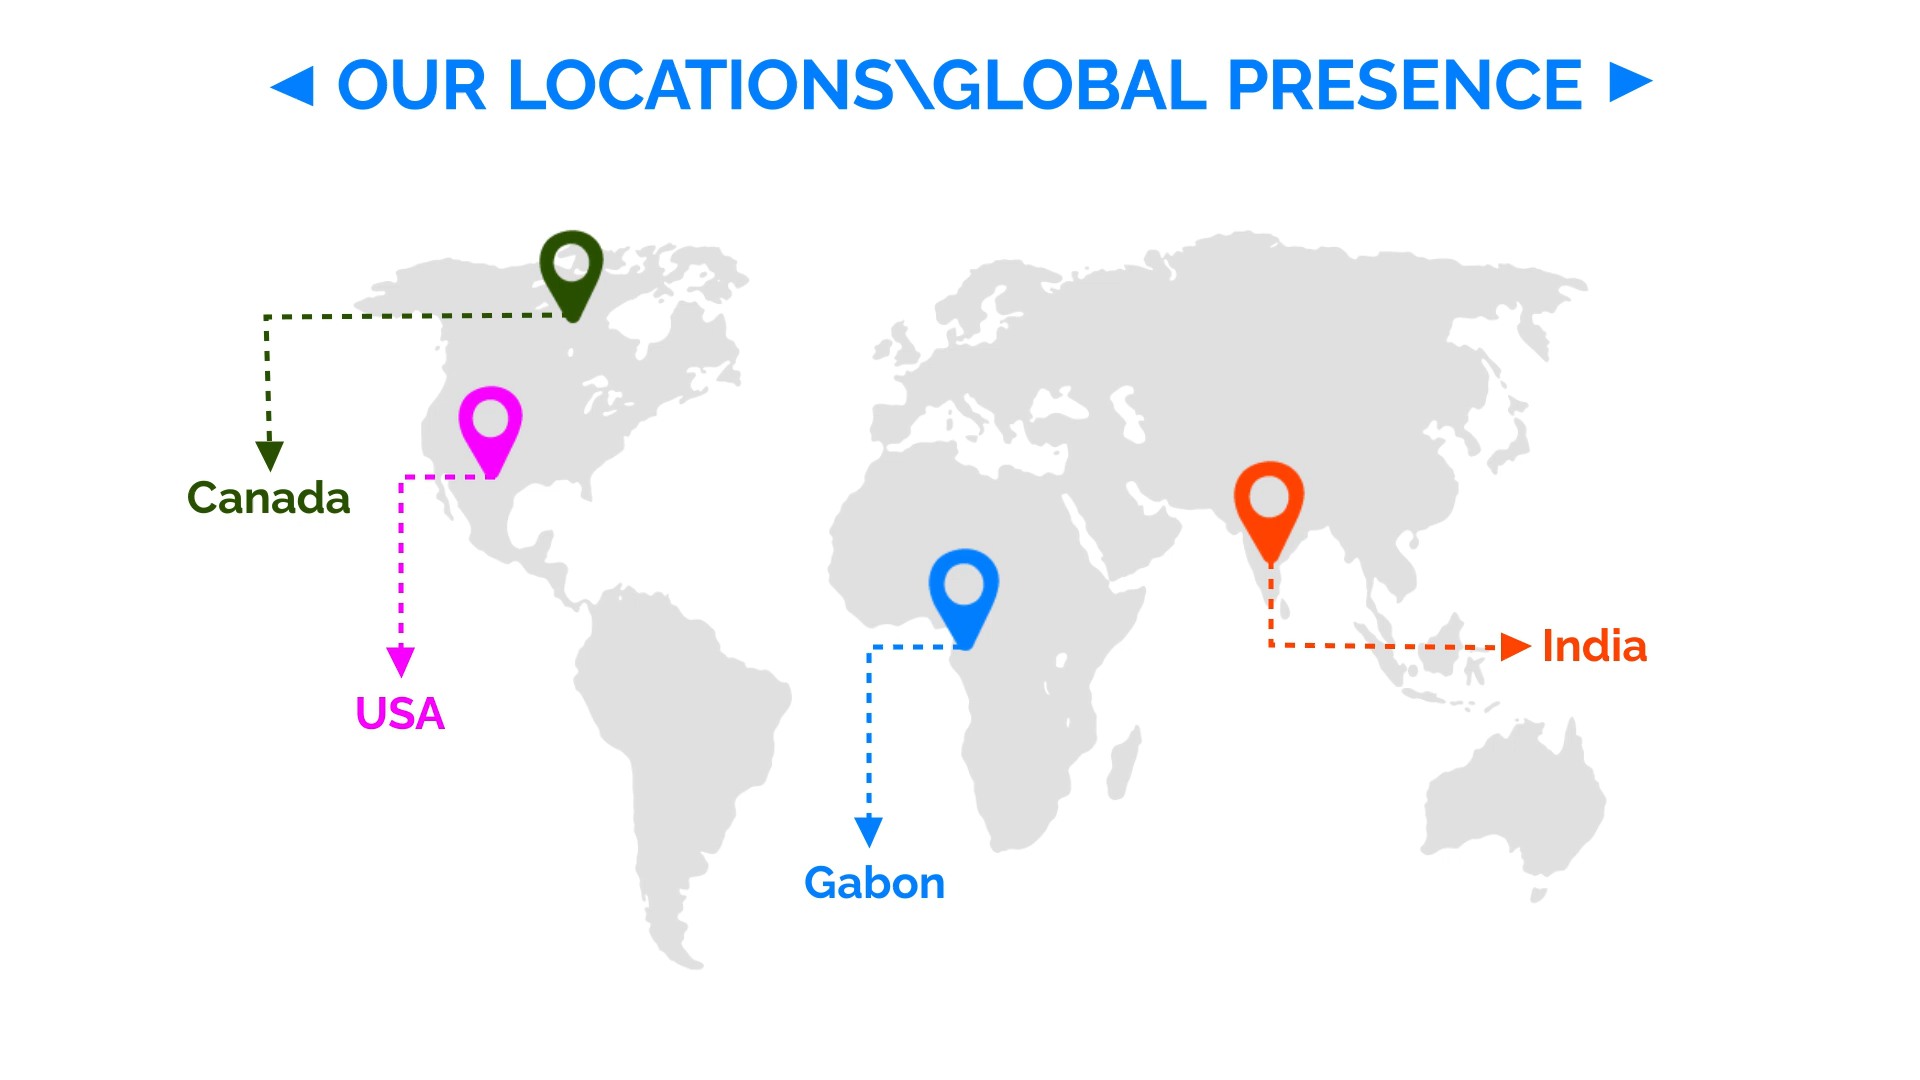 OUR LOCATIONS\GLOBAL PRESENCE
Canada
USA
Gabon
India